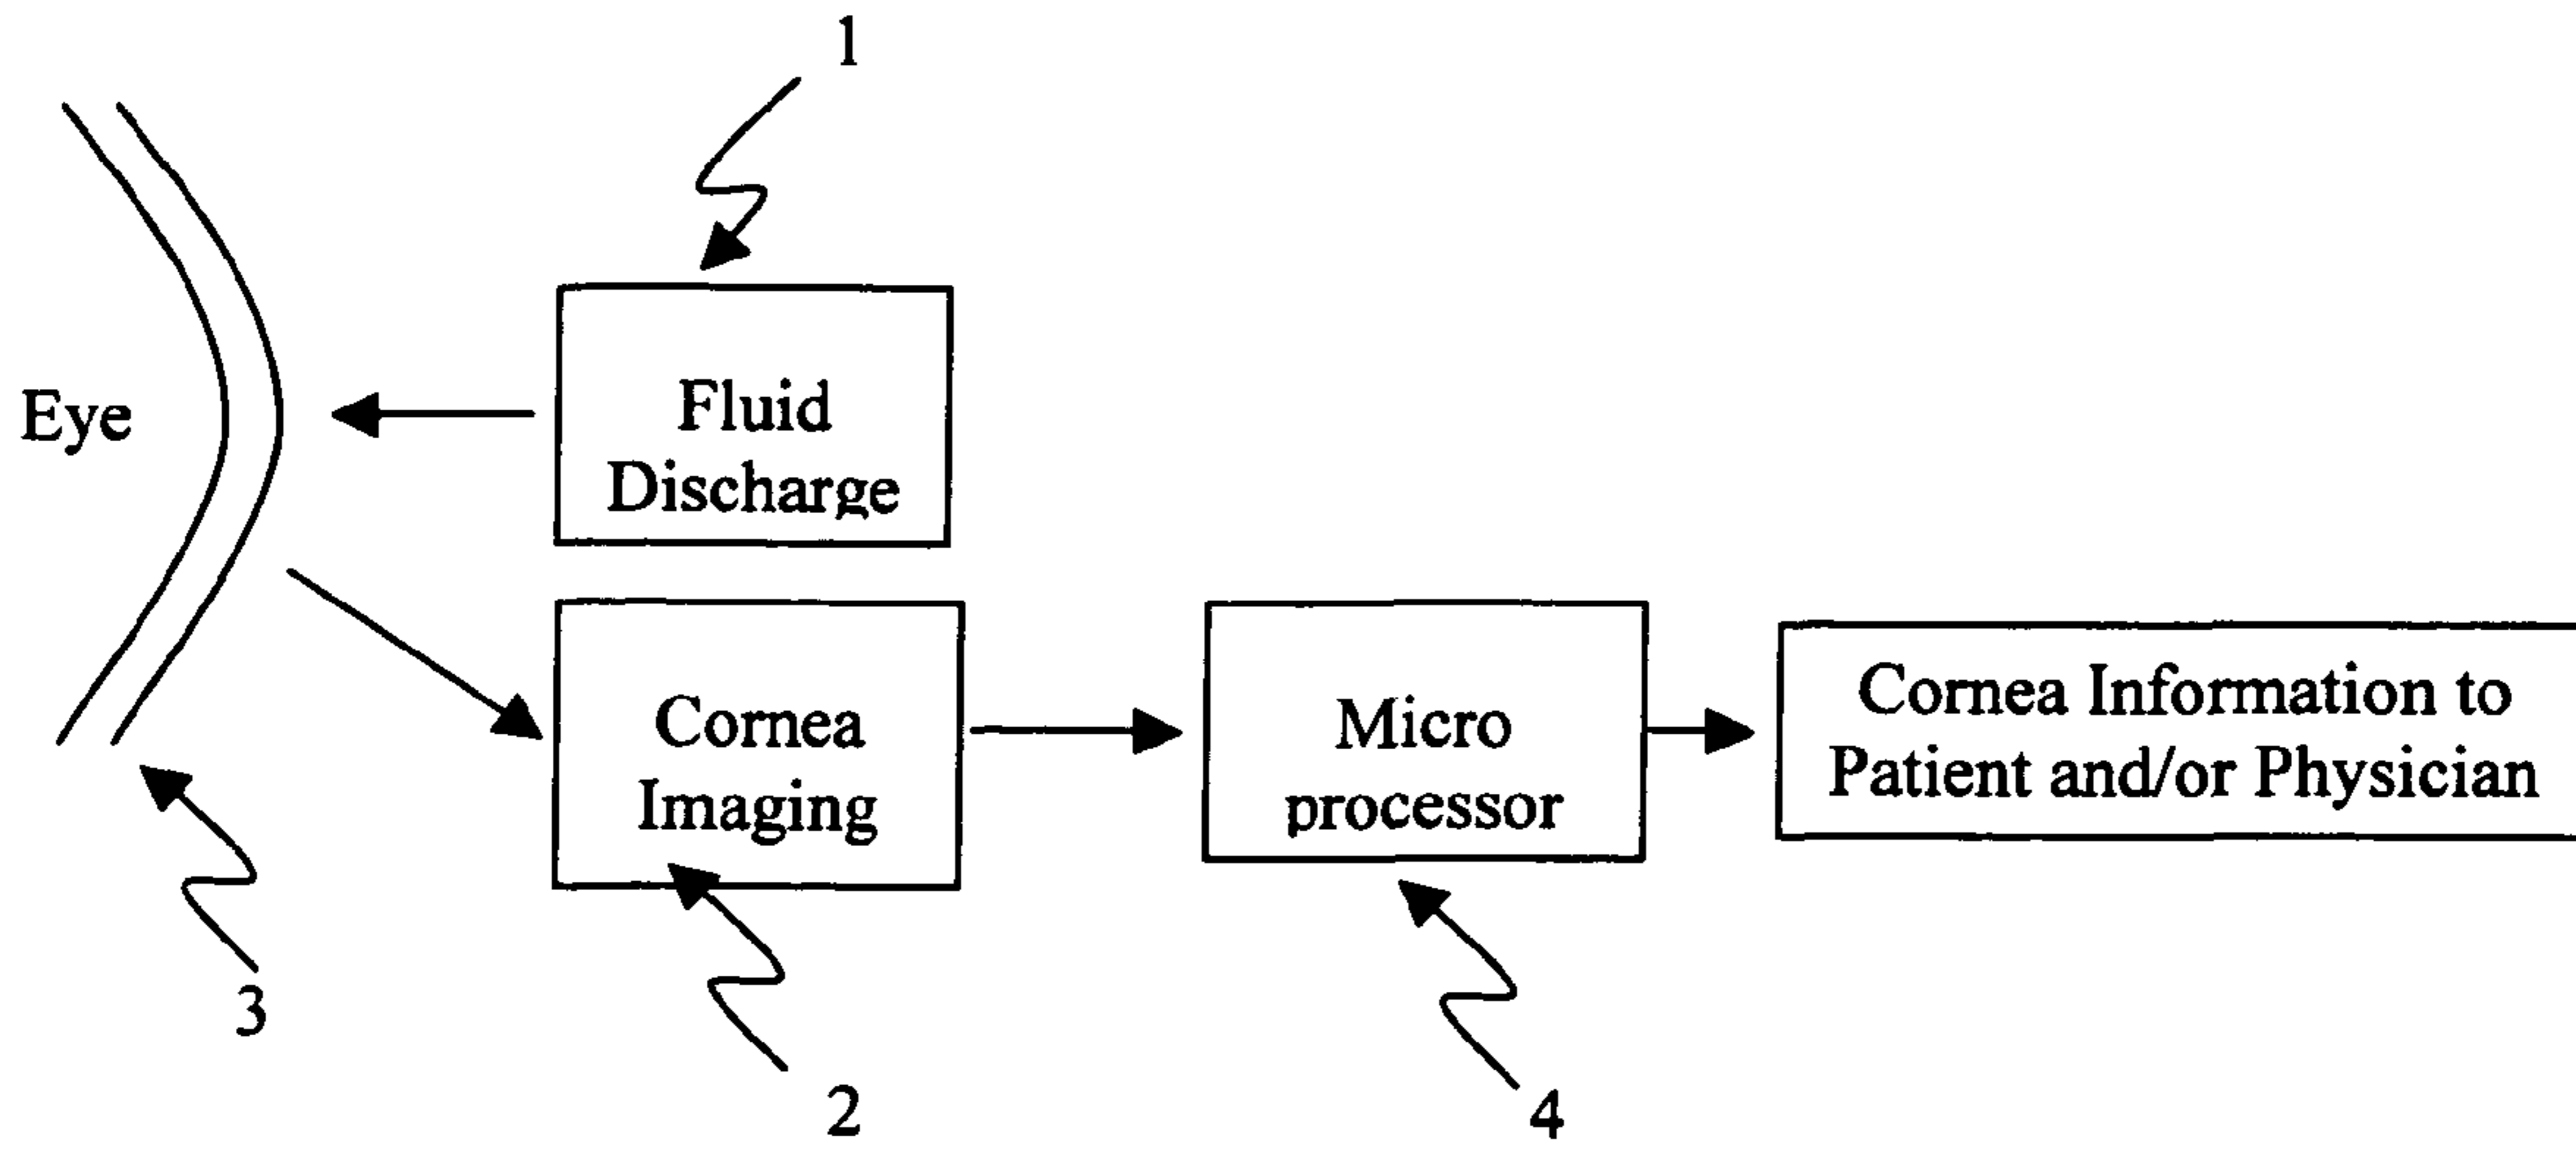 1
Eye
Fluid
Discharge
Cornea
Imaging
Micro
processor
Cornea Information to
Patient and/or Physician
3
2
4